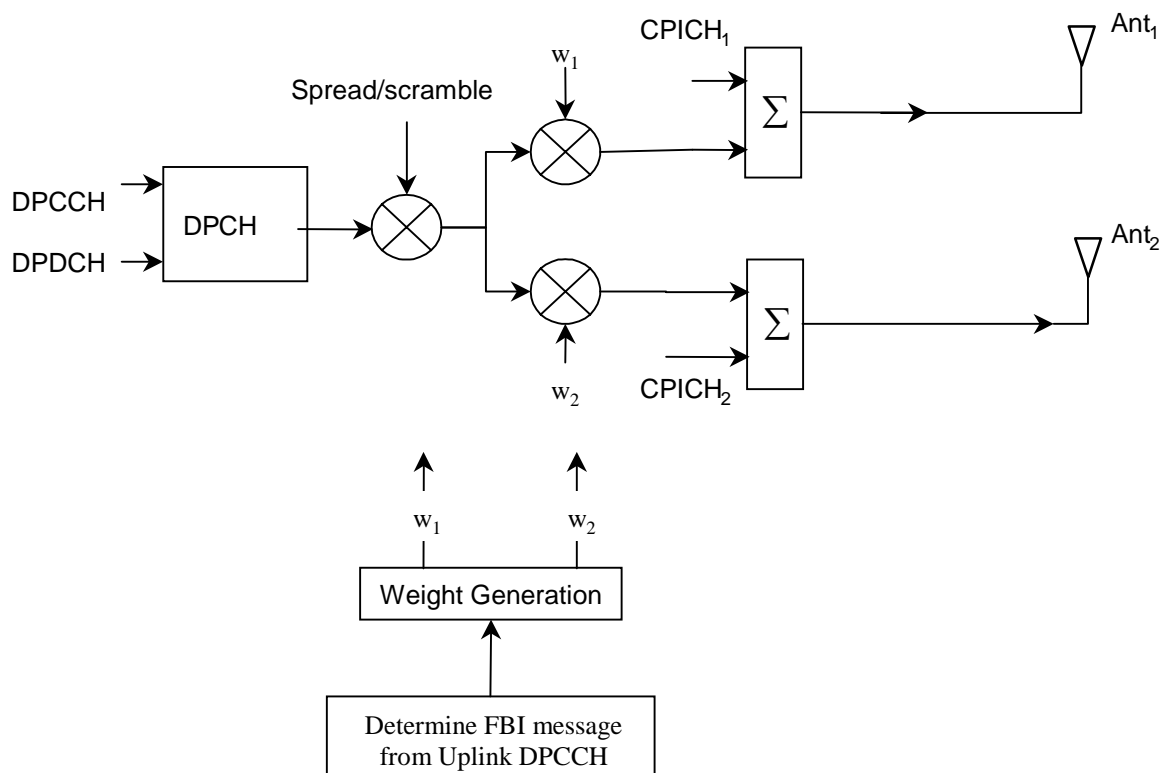 CPICH1
Ant1
w1
Spread/scramble
Σ
DPCCH
DPCH
DPDCH
Ant2
Σ
w2
CPICH2
w1
w2
Weight Generation
Determine FBI message
from Uplink DPCCH